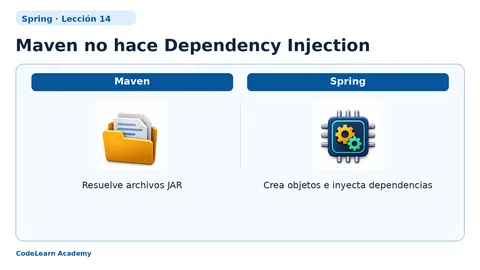 Spring · Lección 14
Maven no hace Dependency Injection
Maven
Spring
Resuelve archivos JAR
Crea objetos e inyecta dependencias
CodeLearn Academy